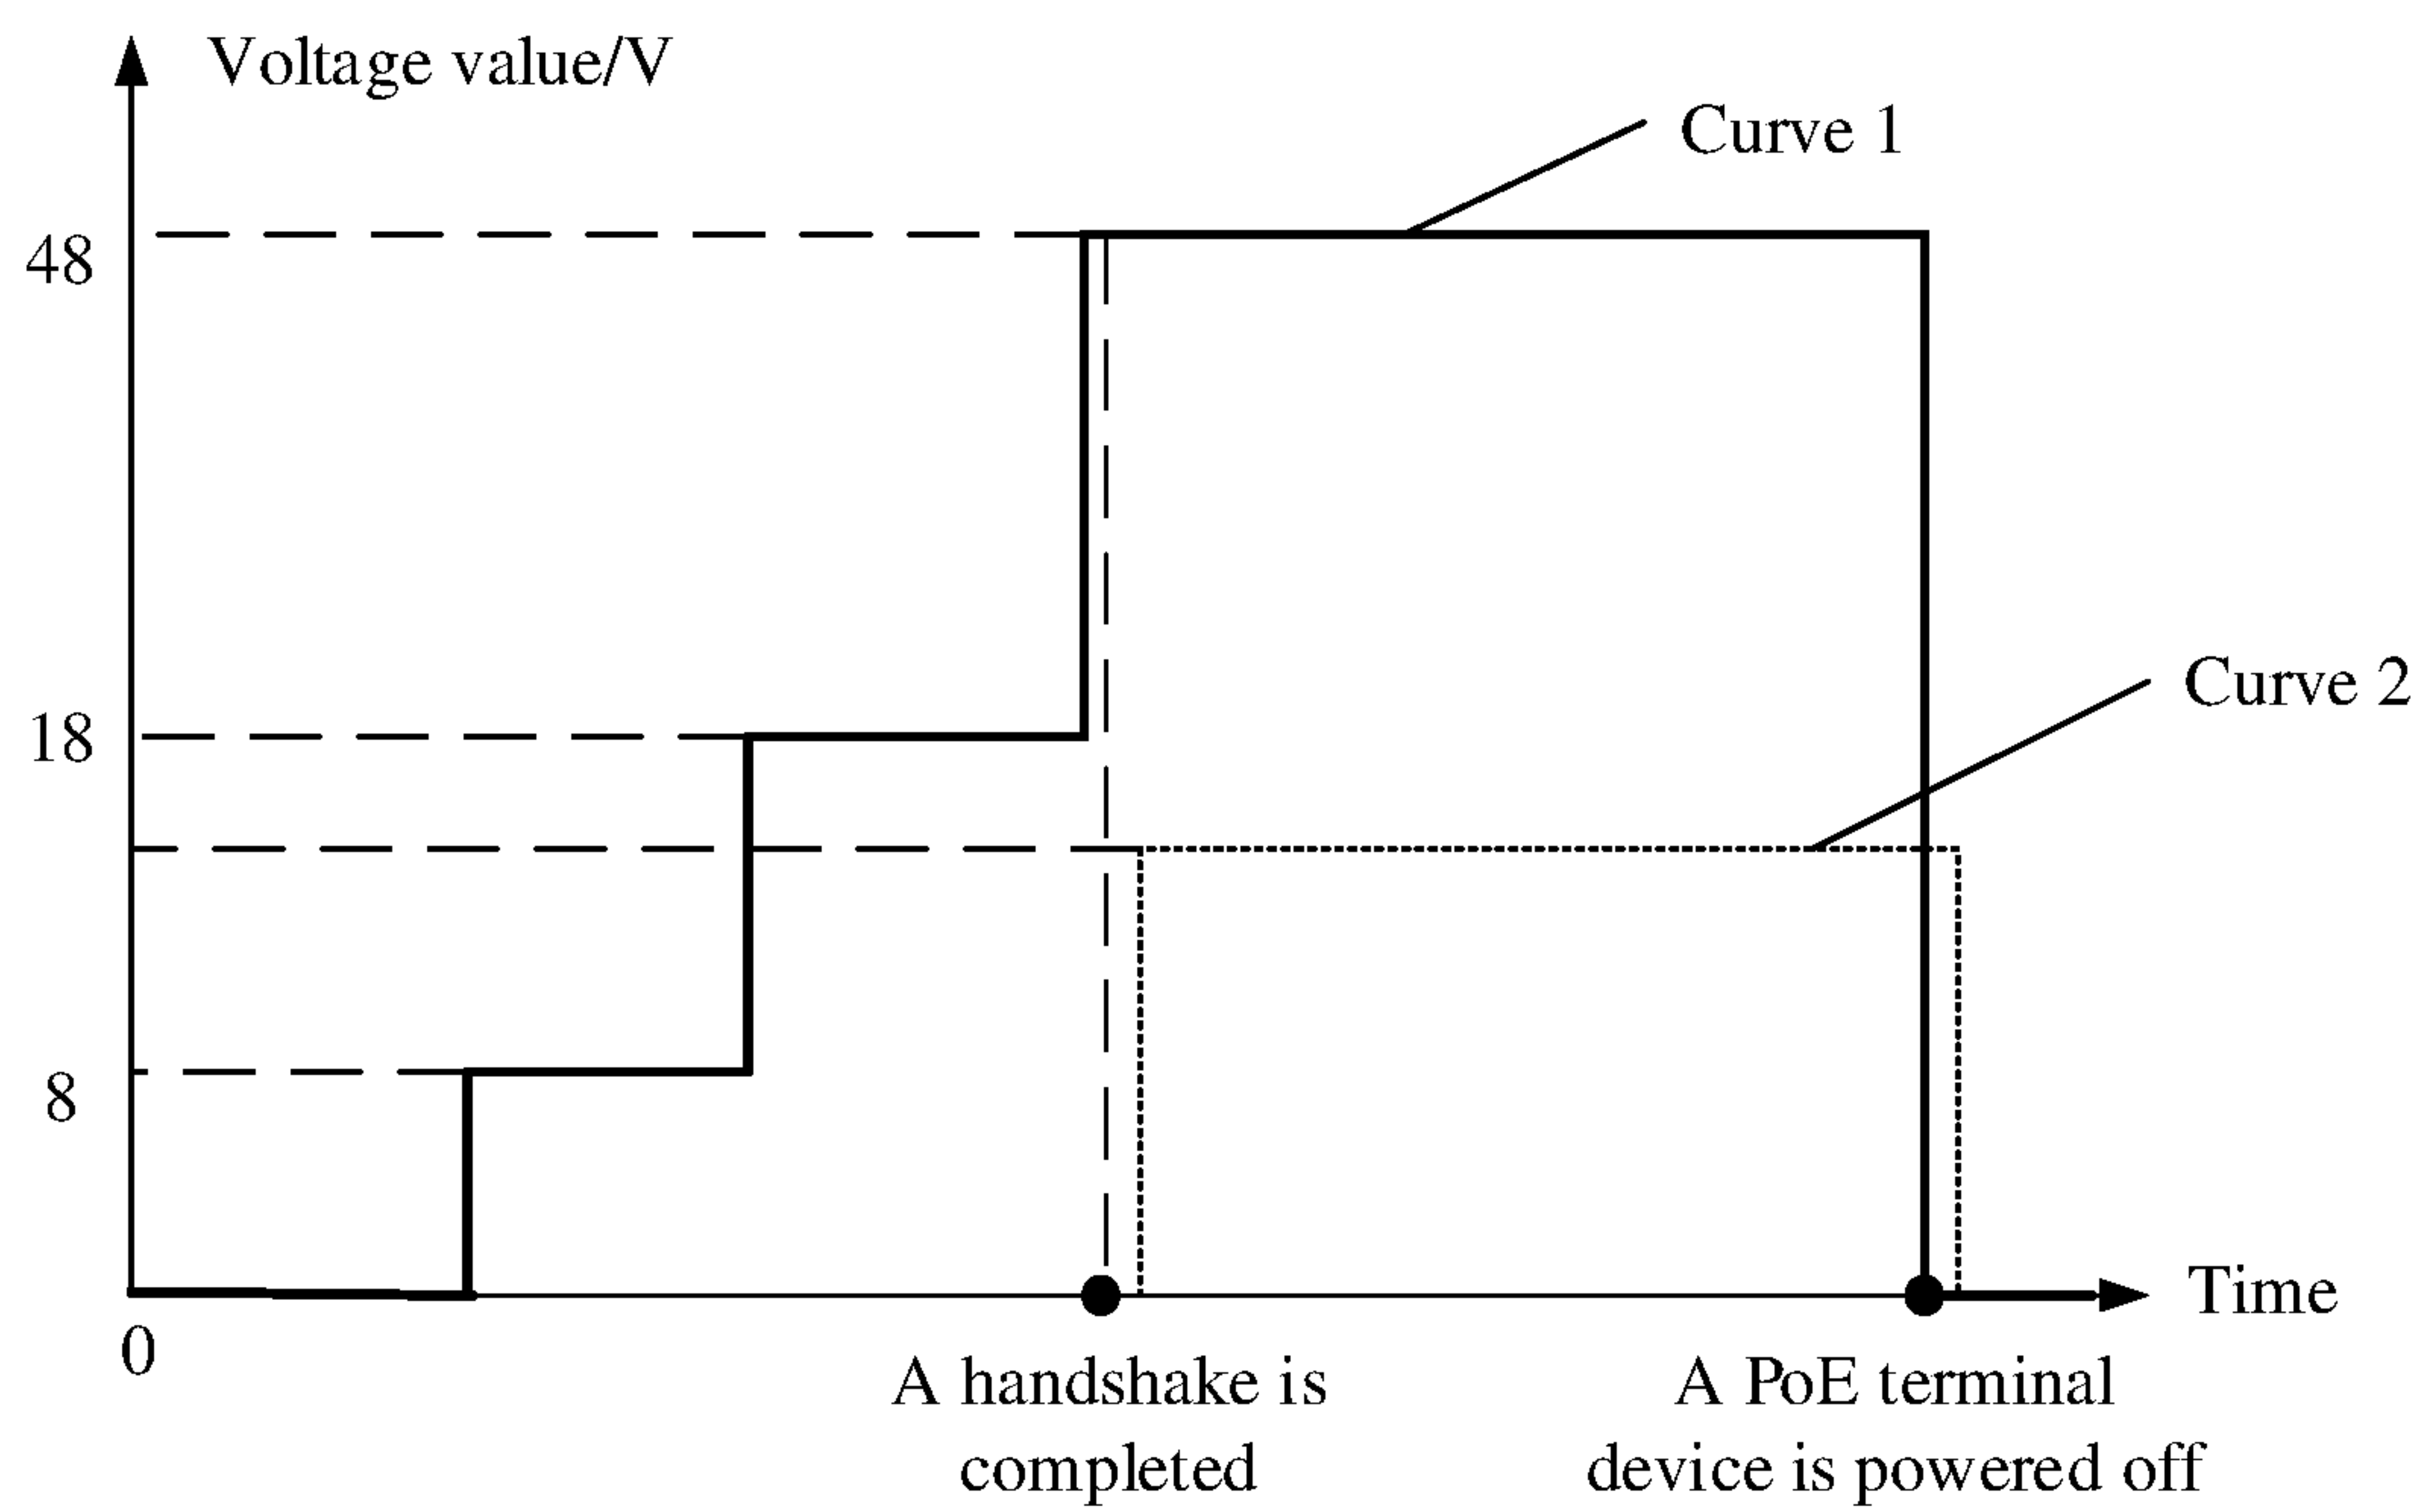 Voltage value/V
Curve 1
48
Curve 2
18
8
Time
0
A handshake is
completed
A PoE terminal
device is powered off